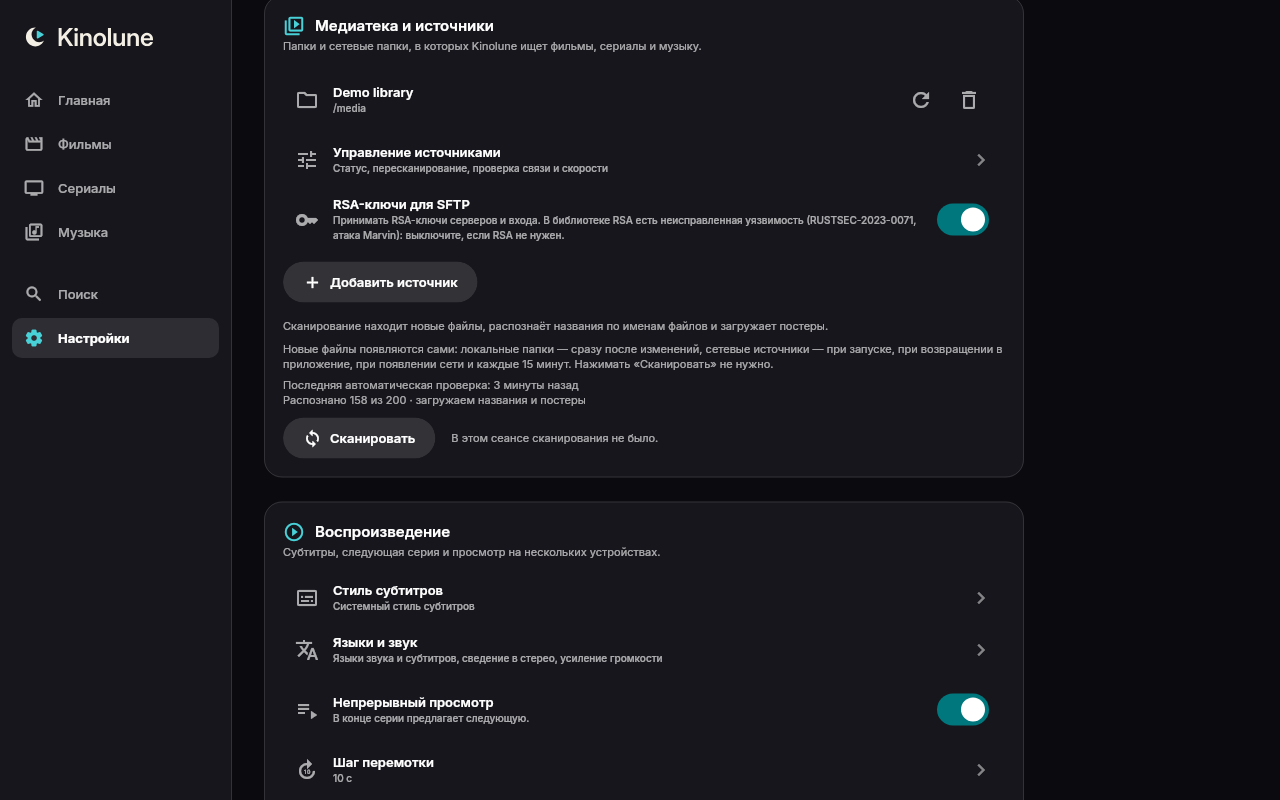 Kinolune
Главная
Фильмы
Сериалы
Музыка
Поиск
Настройки
Медиатека и источники
Папки и сетевые папки, в которых Kinolune ищет фильмы, сериалы и музыку.
Demo library
/media
Управление источниками
Статус, пересканирование, проверка связи и скорости
RSA-ключи для SFTP
Принимать RSA-ключи серверов и входа. В библиотеке RSA есть неисправленная уязвимость (RUSTSEC-2023-0071,
атака Marvin): выключите, если RSA не нужен.
Добавить источник
Сканирование находит новые файлы, распознаёт названия по именам файлов и загружает постеры.
Новые файлы появляются сами: локальные папки — сразу после изменений, сетевые источники — при запуске, при возвращении в
приложение, при появлении сети и каждые 15 минут. Нажимать «Сканировать» не нужно.
Последняя автоматическая проверка: 3 минуты назад
Распознано 158 из 200 · загружаем названия и постеры
Сканировать
В этом сеансе сканирования не было.
Воспроизведение
Субтитры, следующая серия и просмотр на нескольких устройствах.
Стиль субтитров
Системный стиль субтитров
Языки и звук
Языки звука и субтитров, сведение в стерео, усиление громкости
Непрерывный просмотр
В конце серии предлагает следующую.
Шаг перемотки
10 с